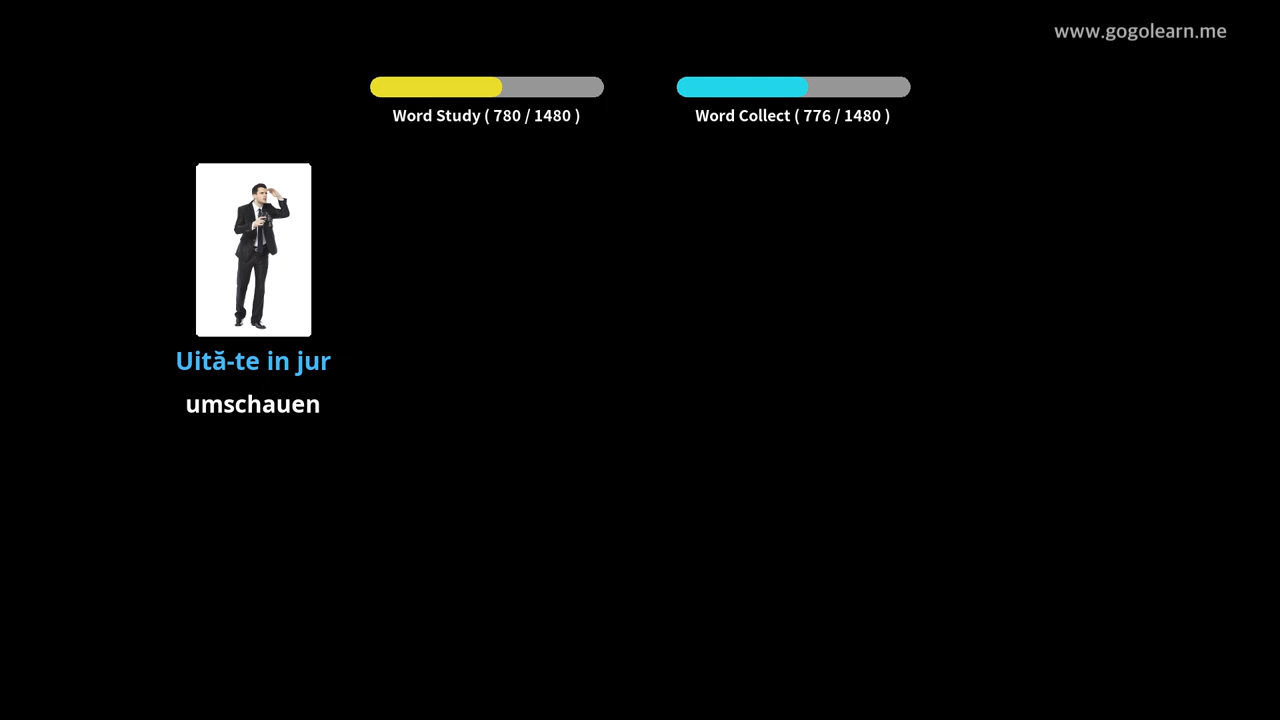 www.gogolearn.me
Word Study ( 780 / 1480 )
Word Collect ( 776 / 1480 )
Uită-te in jur
umschauen